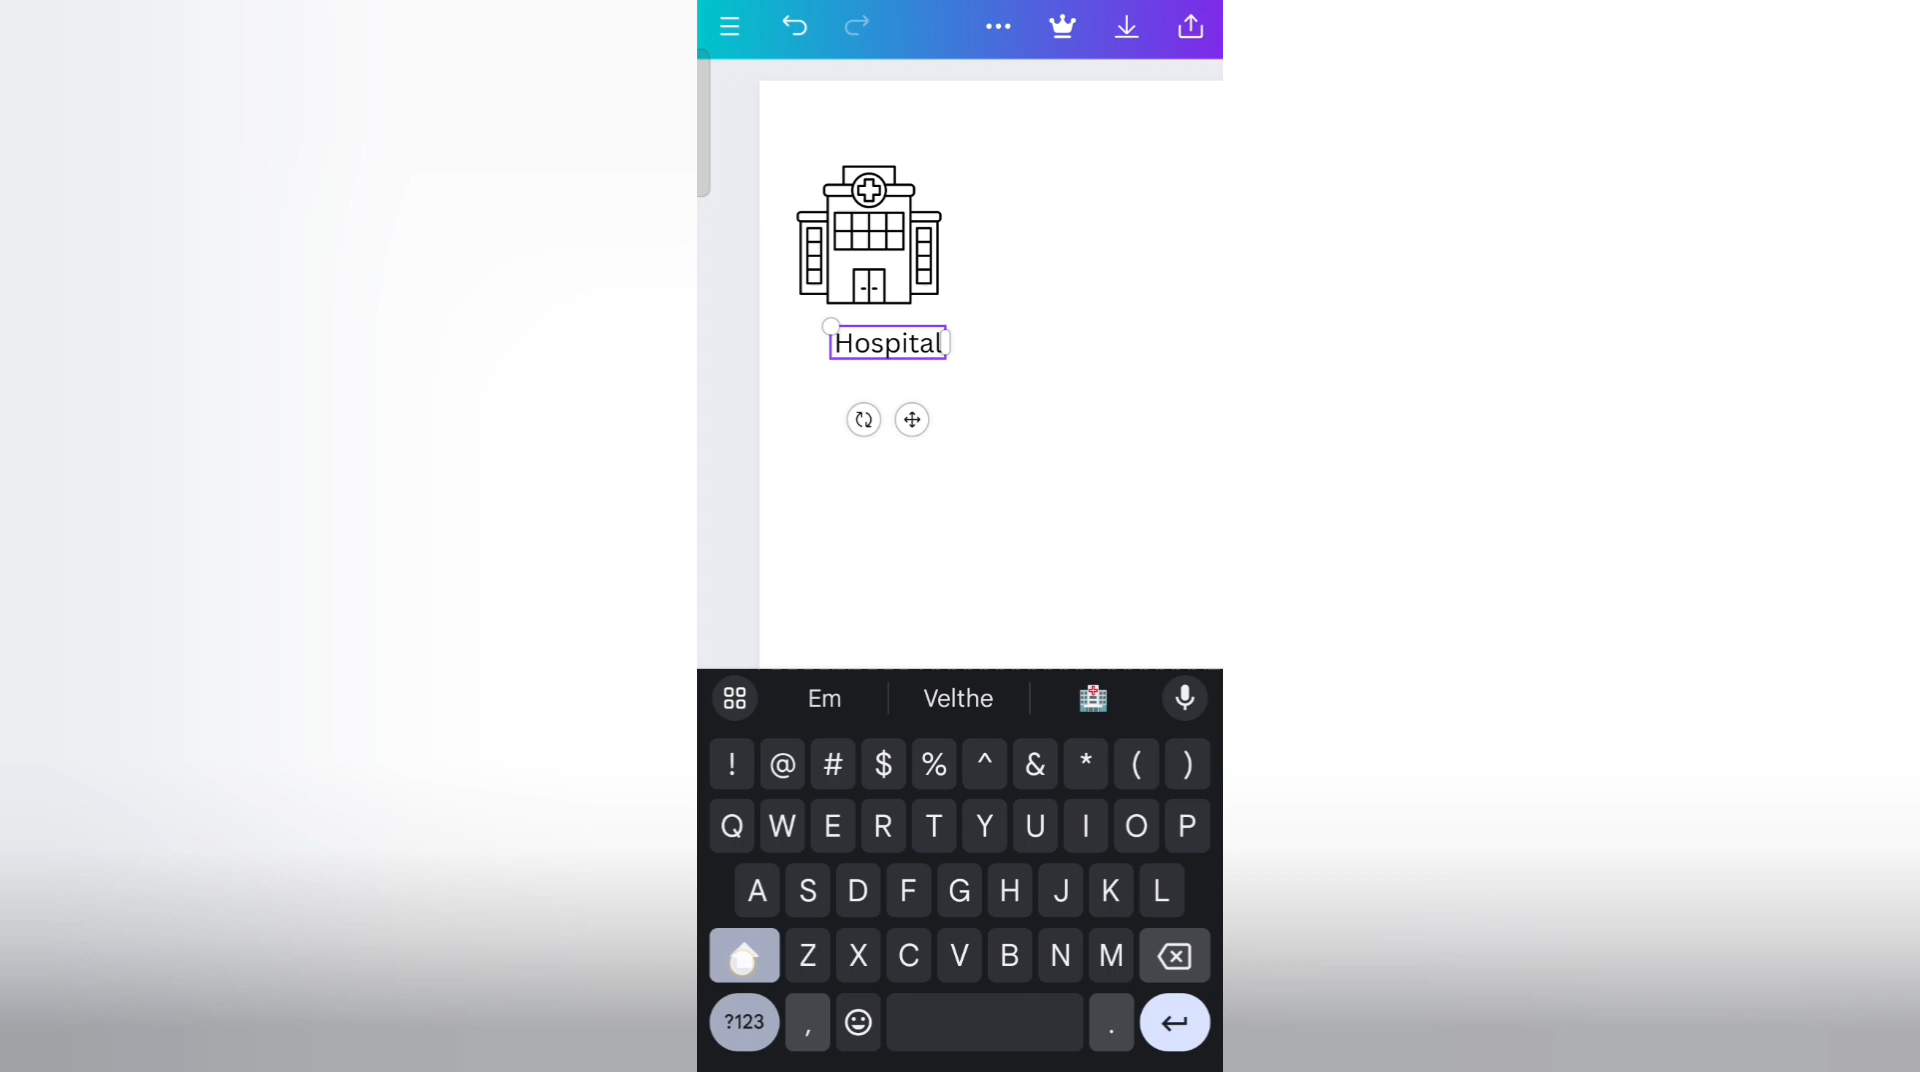 Hospital
Em Velthe
! @ # $ % ^ & * ( )
Q W E R T Y U I O P
A S D F G H J K L
Z X C V B N M
?123 , .